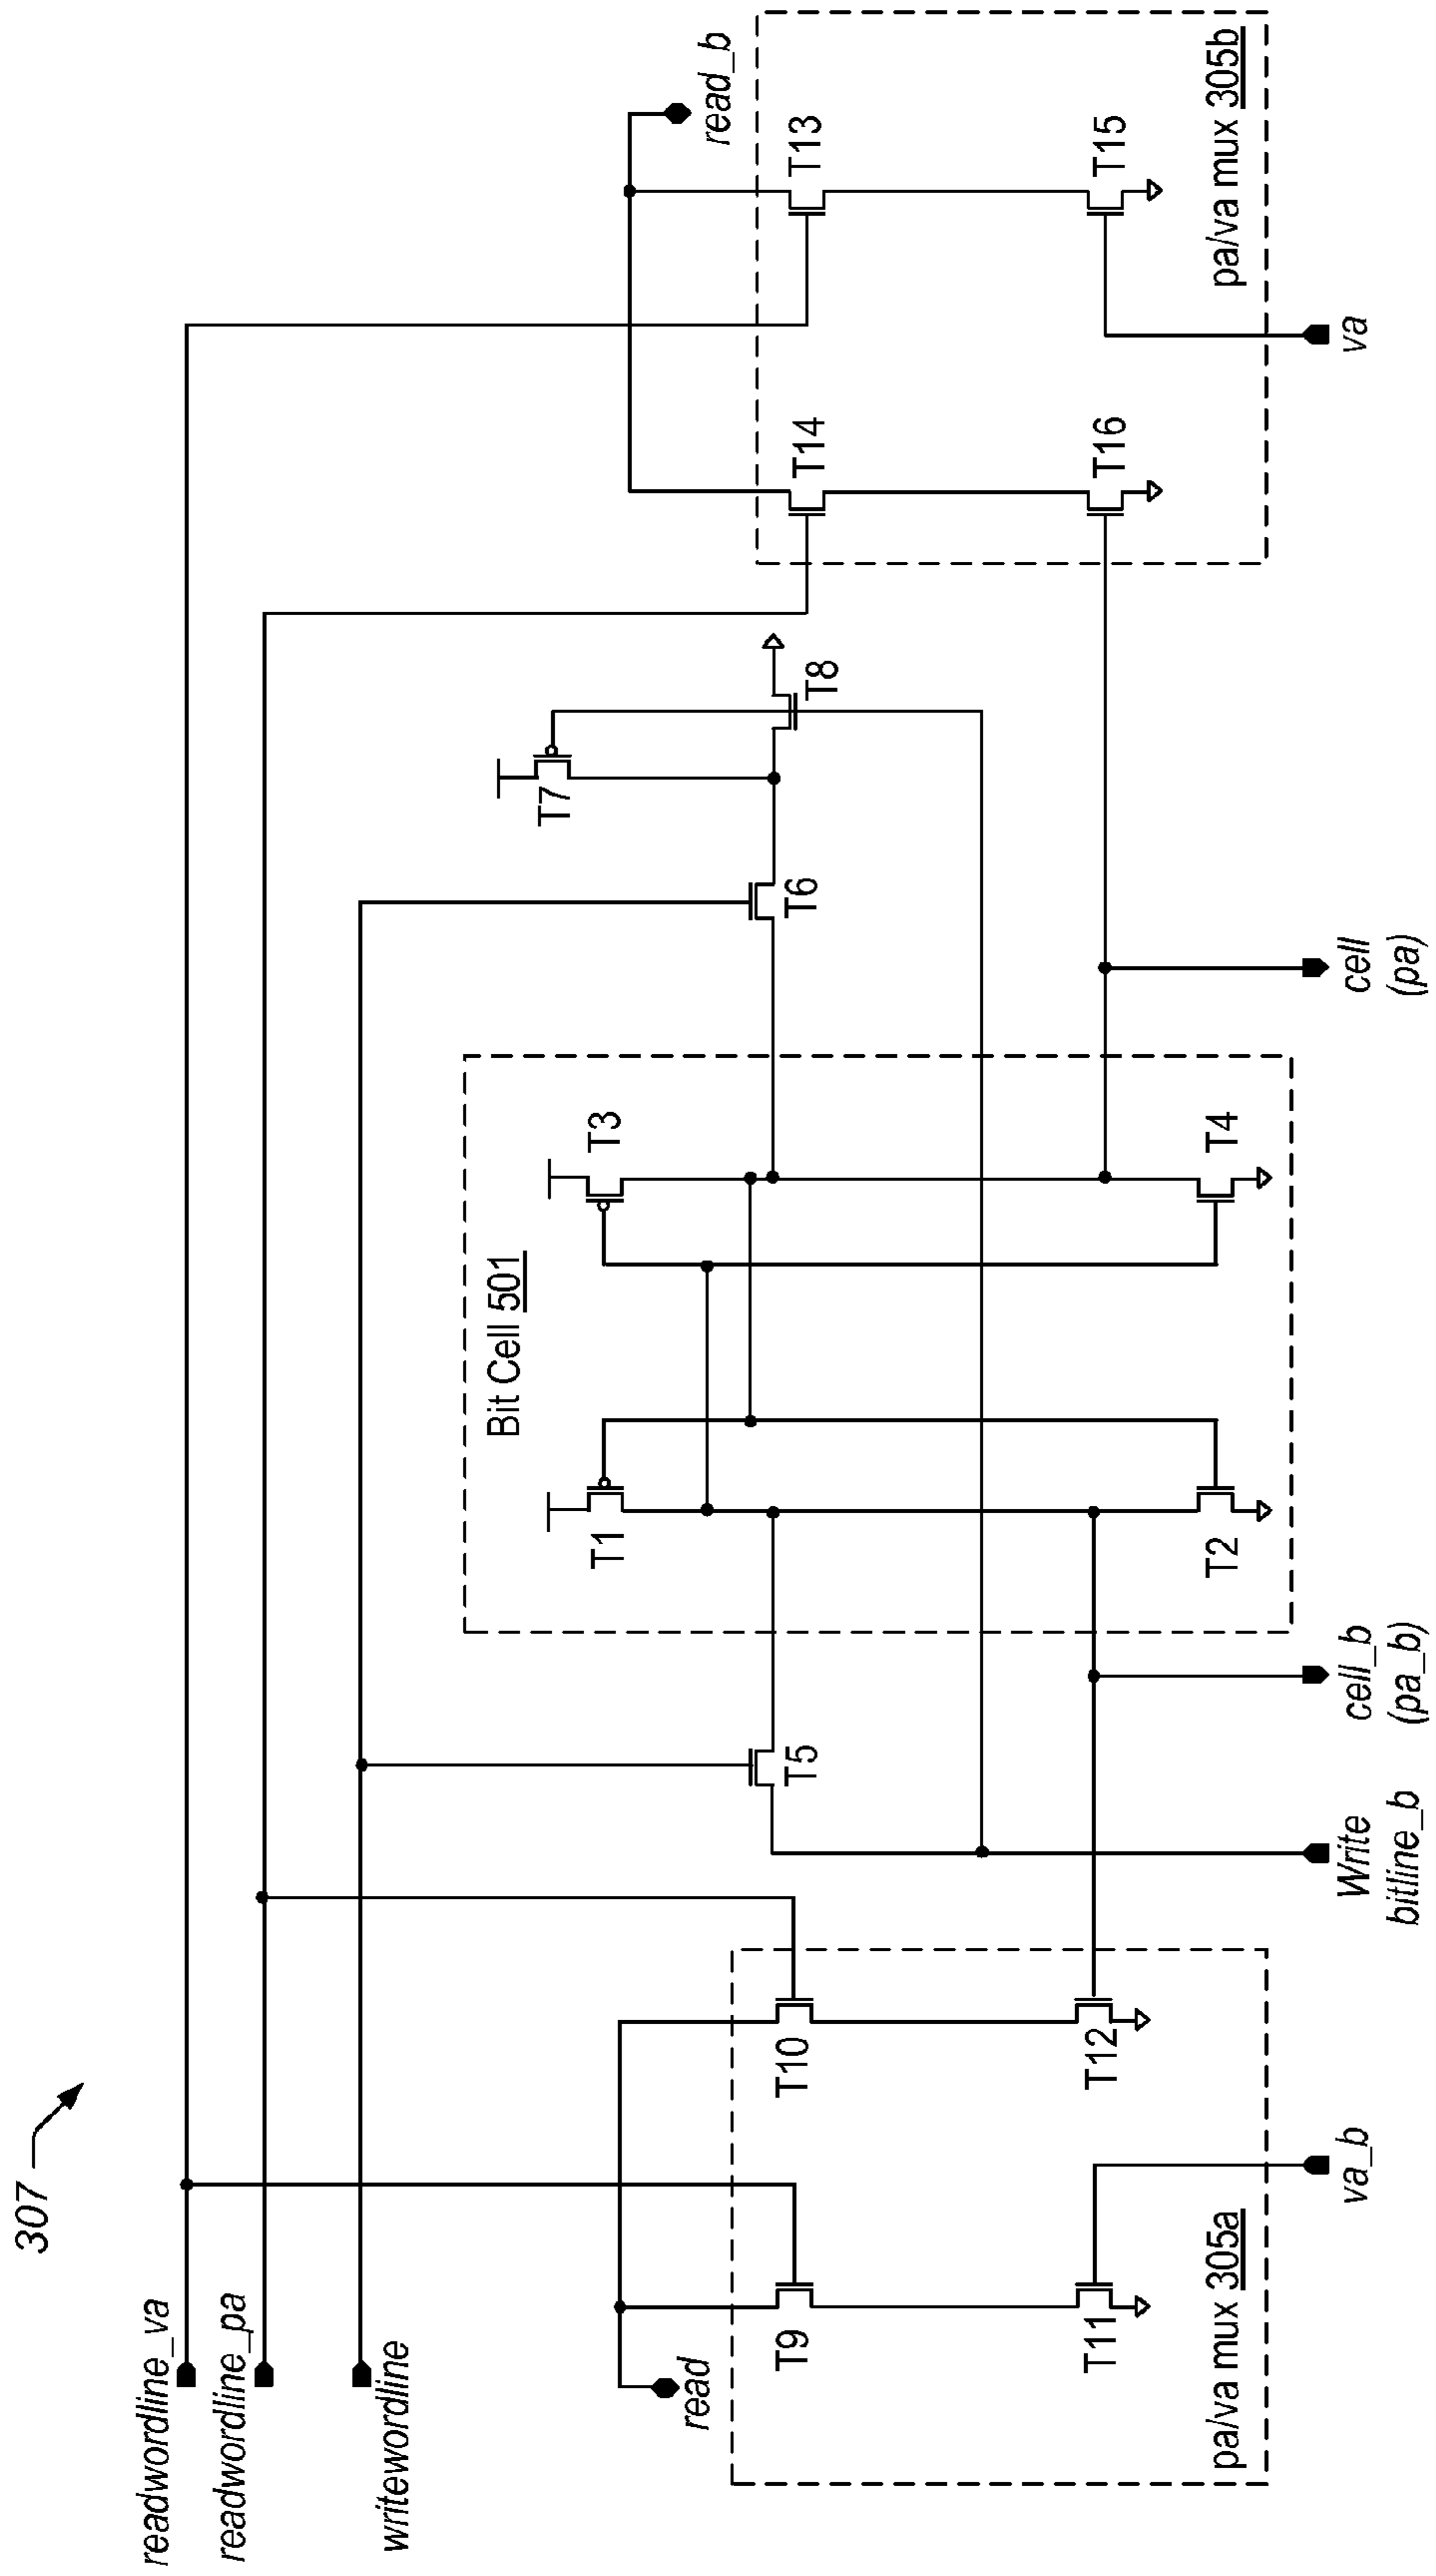 307
readwordline_va
readwordline_pa
writewordline
read
read_b
Bit Cell 501
T1
T2
T3
T4
T5
T6
T7
T8
T9
T10
T11
T12
T13
T14
T15
T16
pa/va mux 305a
pa/va mux 305b
va_b
Write
bitline_b
cell_b
(pa_b)
cell
(pa)
va